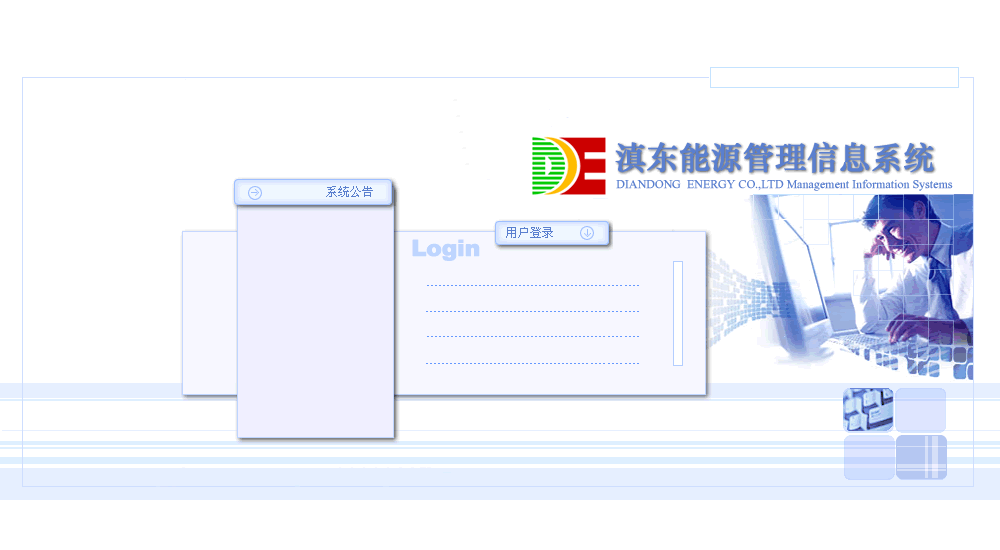 DE
滇东能源管理信息系统
DIANDONG ENERGY CO.,LTD Management Information Systems
系统公告
用户登录
Login